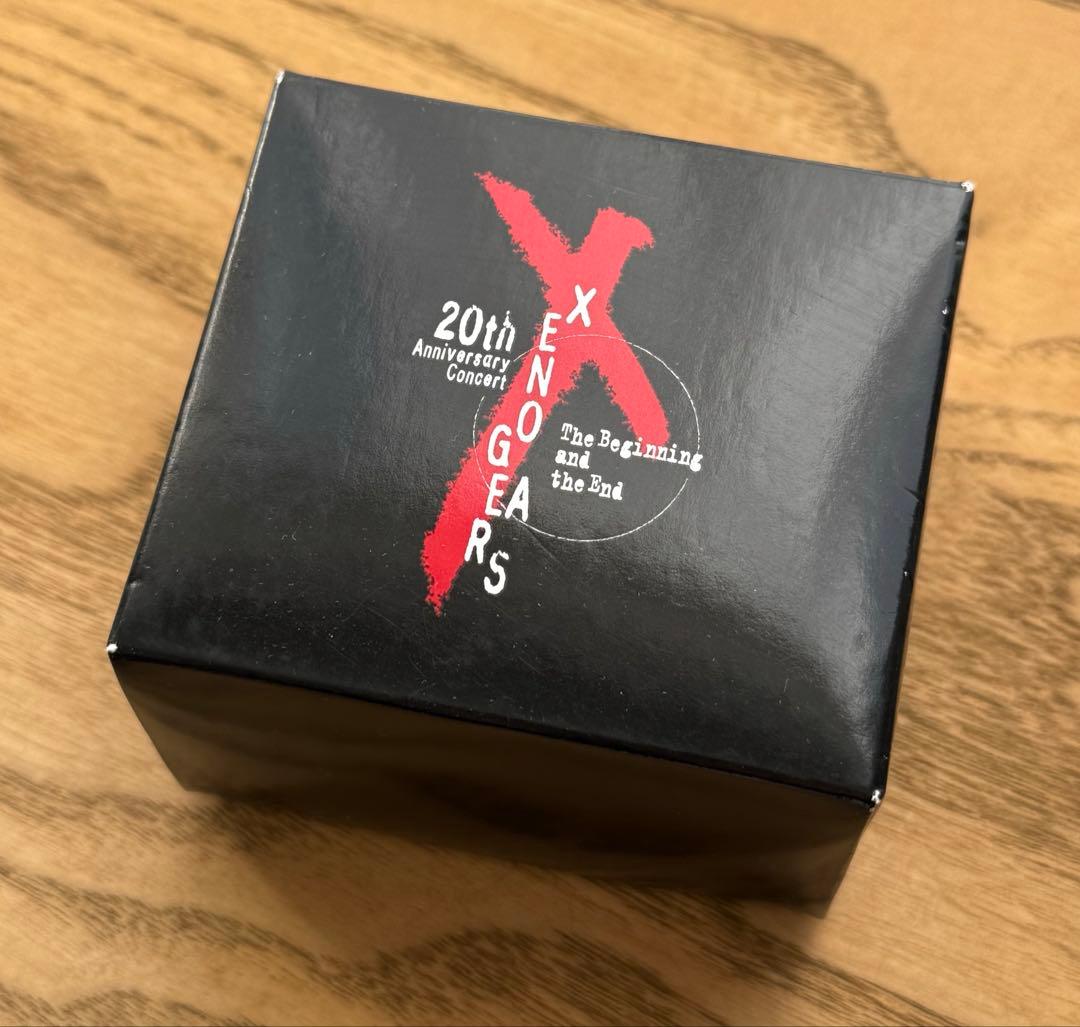 20th
Anniversary
Concert
XENOGEARS
The Beginning
and
the End